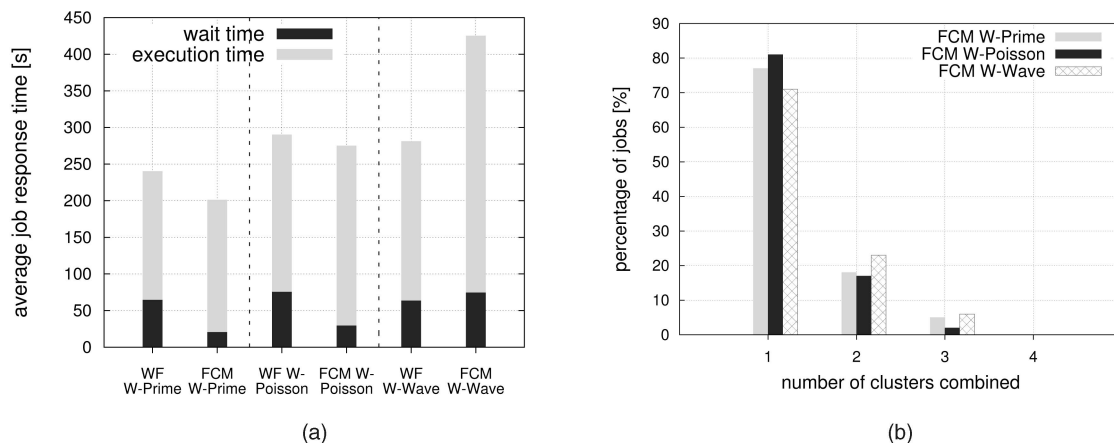 average job response time [s]
450
400
350
300
250
200
150
100
50
0
wait time
execution time
WF W-Prime
FCM W-Prime
WF W-Poisson
FCM W-Poisson
WF W-Wave
FCM W-Wave
(a)
percentage of jobs [%]
90
80
70
60
50
40
30
20
10
0
FCM W-Prime
FCM W-Poisson
FCM W-Wave
1 2 3 4
number of clusters combined
(b)